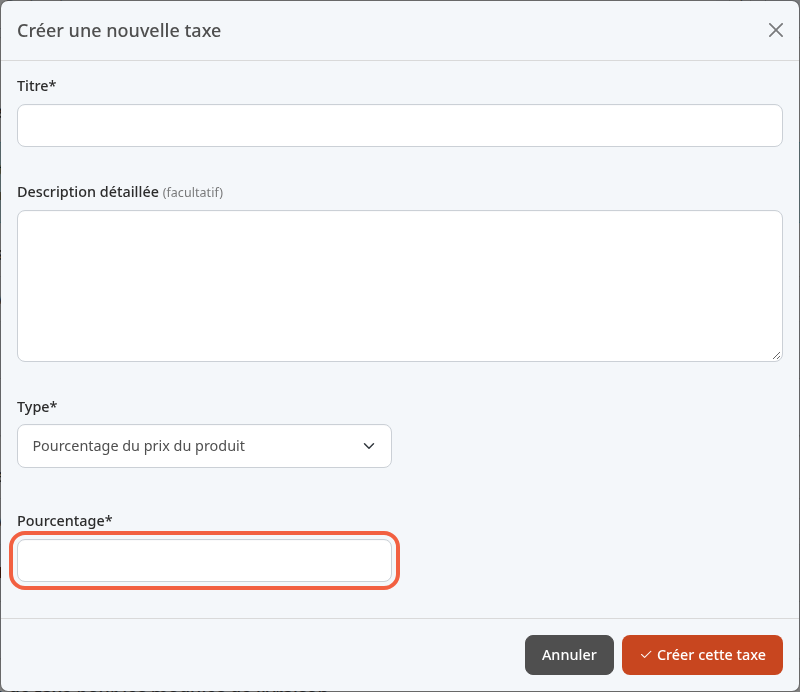 Créer une nouvelle taxe
Titre*
Description détaillée (facultatif)
Type*
Pourcentage du prix du produit
Pourcentage*
Annuler
Créer cette taxe